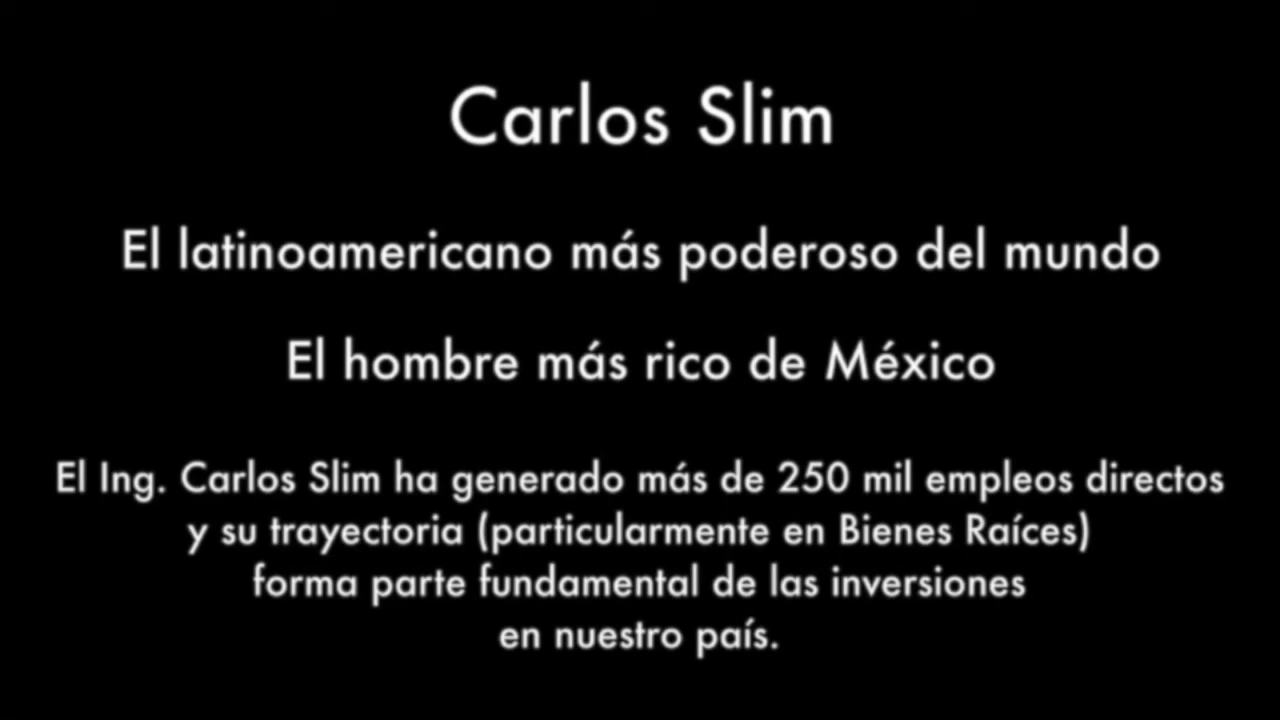 Carlos Slim
El latinoamericano más poderoso del mundo
El hombre más rico de México
El Ing. Carlos Slim ha generado más de 250 mil empleos directos
y su trayectoria (particularmente en Bienes Raíces)
forma parte fundamental de las inversiones
en nuestro país.